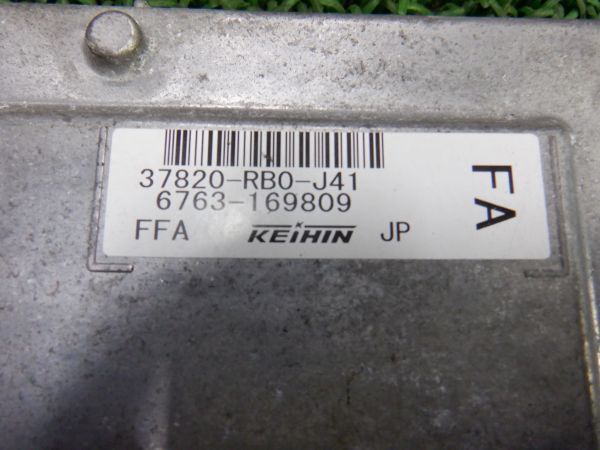 37820-RB0-J41
6763-169809
FFA KEIHIN JP
FA